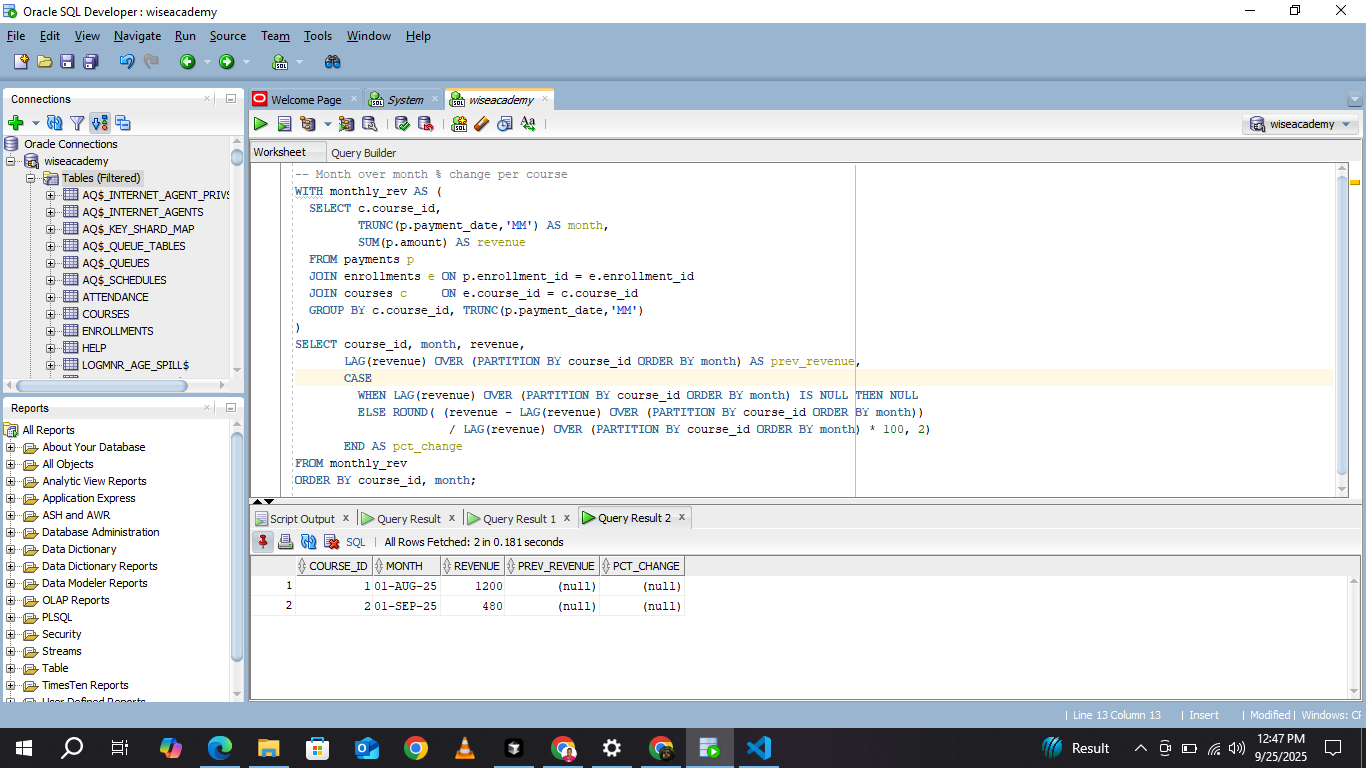 Oracle SQL Developer : wiseacademy
File Edit View Navigate Run Source Team Tools Window Help
Connections
Welcome Page System wiseacademy
wiseacademy
Worksheet Query Builder
Oracle Connections
wiseacademy
Tables (Filtered)
AQ$_INTERNET_AGENT_PRIVS
AQ$_INTERNET_AGENTS
AQ$_KEY_SHARD_MAP
AQ$_QUEUE_TABLES
AQ$_QUEUES
AQ$_SCHEDULES
ATTENDANCE
COURSES
ENROLLMENTS
HELP
LOGMNR_AGE_SPILL$
Reports
All Reports
About Your Database
All Objects
Analytic View Reports
Application Express
ASH and AWR
Database Administration
Data Dictionary
Data Dictionary Reports
Data Modeler Reports
OLAP Reports
PLSQL
Security
Streams
Table
TimesTen Reports
User Defined Reports
-- Month over month % change per course
WITH monthly_rev AS (
SELECT c.course_id,
TRUNC(p.payment_date,'MM') AS month,
SUM(p.amount) AS revenue
FROM payments p
JOIN enrollments e ON p.enrollment_id = e.enrollment_id
JOIN courses c ON e.course_id = c.course_id
GROUP BY c.course_id, TRUNC(p.payment_date,'MM')
)
SELECT course_id, month, revenue,
LAG(revenue) OVER (PARTITION BY course_id ORDER BY month) AS prev_revenue,
CASE
WHEN LAG(revenue) OVER (PARTITION BY course_id ORDER BY month) IS NULL THEN NULL
ELSE ROUND( (revenue - LAG(revenue) OVER (PARTITION BY course_id ORDER BY month))
/ LAG(revenue) OVER (PARTITION BY course_id ORDER BY month) * 100, 2)
END AS pct_change
FROM monthly_rev
ORDER BY course_id, month;
Script Output Query Result Query Result 1 Query Result 2
SQL All Rows Fetched: 2 in 0.181 seconds
COURSE_ID MONTH REVENUE PREV_REVENUE PCT_CHANGE
1 1 01-AUG-25 1200 (null) (null)
2 2 01-SEP-25 480 (null) (null)
Line 13 Column 13 Insert Modified Windows: CF
Result
12:47 PM
9/25/2025